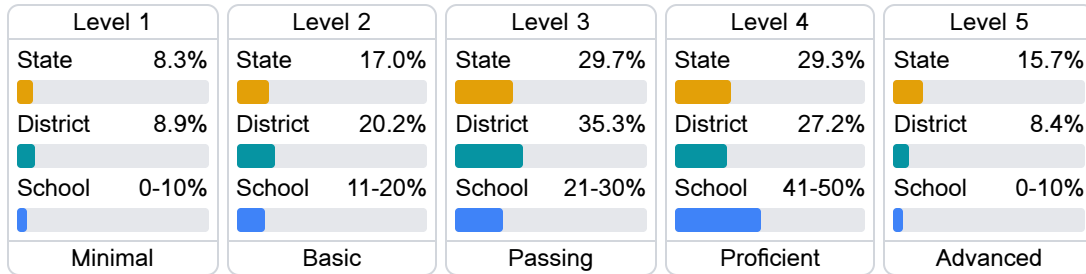 Level 1
State 8.3%
District 8.9%
School 0-10%
Minimal
Level 2
State 17.0%
District 20.2%
School 11-20%
Basic
Level 3
State 29.7%
District 35.3%
School 21-30%
Passing
Level 4
State 29.3%
District 27.2%
School 41-50%
Proficient
Level 5
State 15.7%
District 8.4%
School 0-10%
Advanced